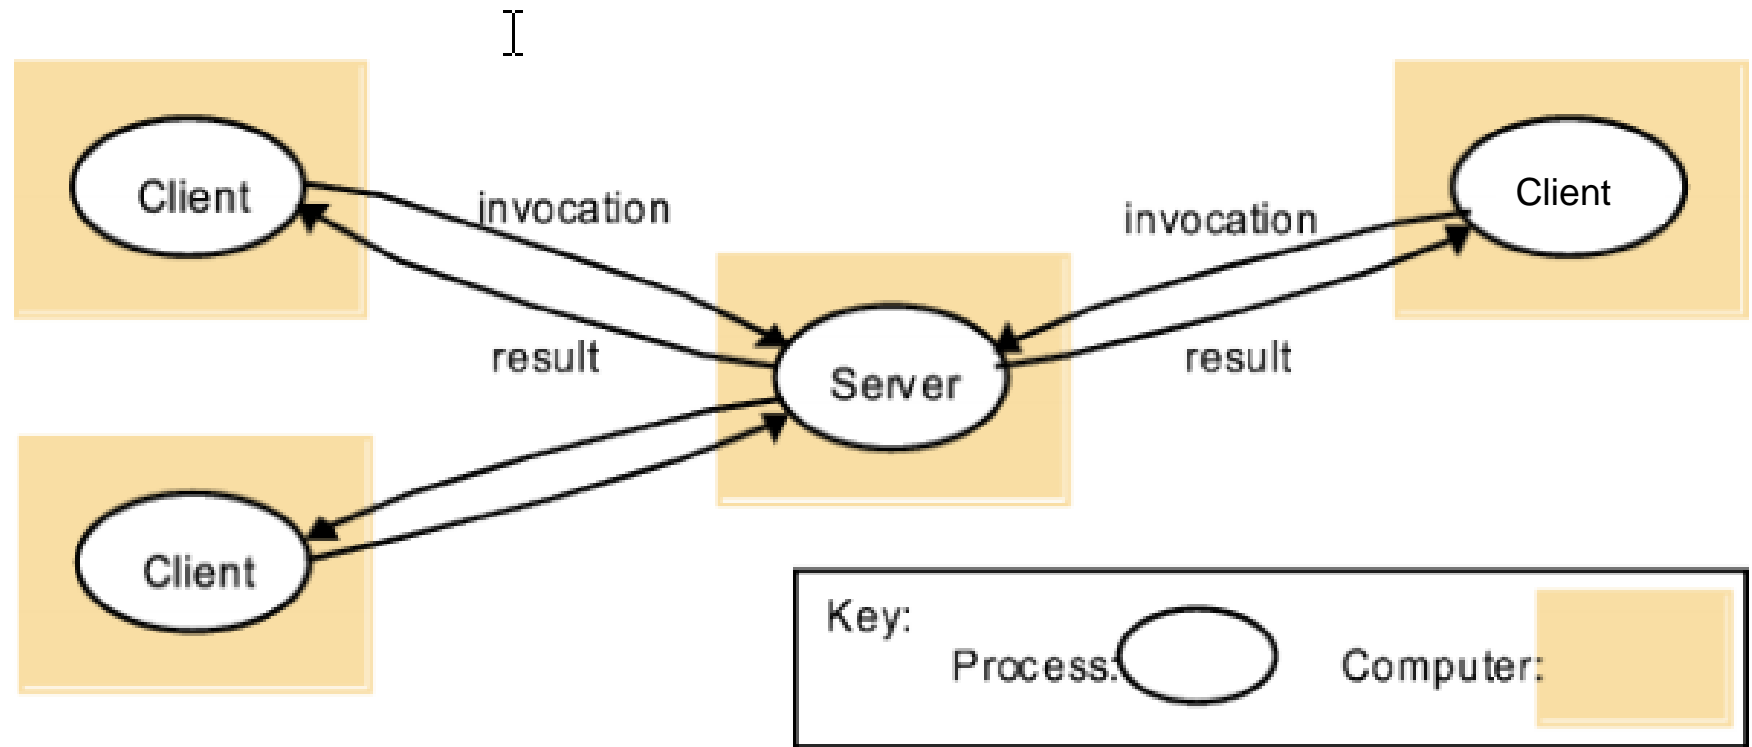 Client
invocation
result
Client
invocation
result
Server
Client
Key:
Process:
Computer: